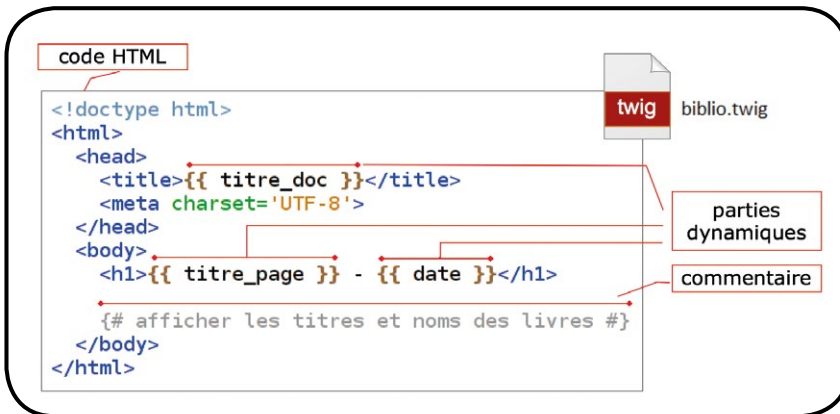 code HTML
twig
biblio.twig
<!doctype html>
<html>
<head>
<title>{{ titre_doc }}</title>
<meta charset='UTF-8'>
</head>
<body>
<h1>{{ titre_page }} - {{ date }}</h1>
{# afficher les titres et noms des livres #}
</body>
</html>
parties
dynamiques
commentaire